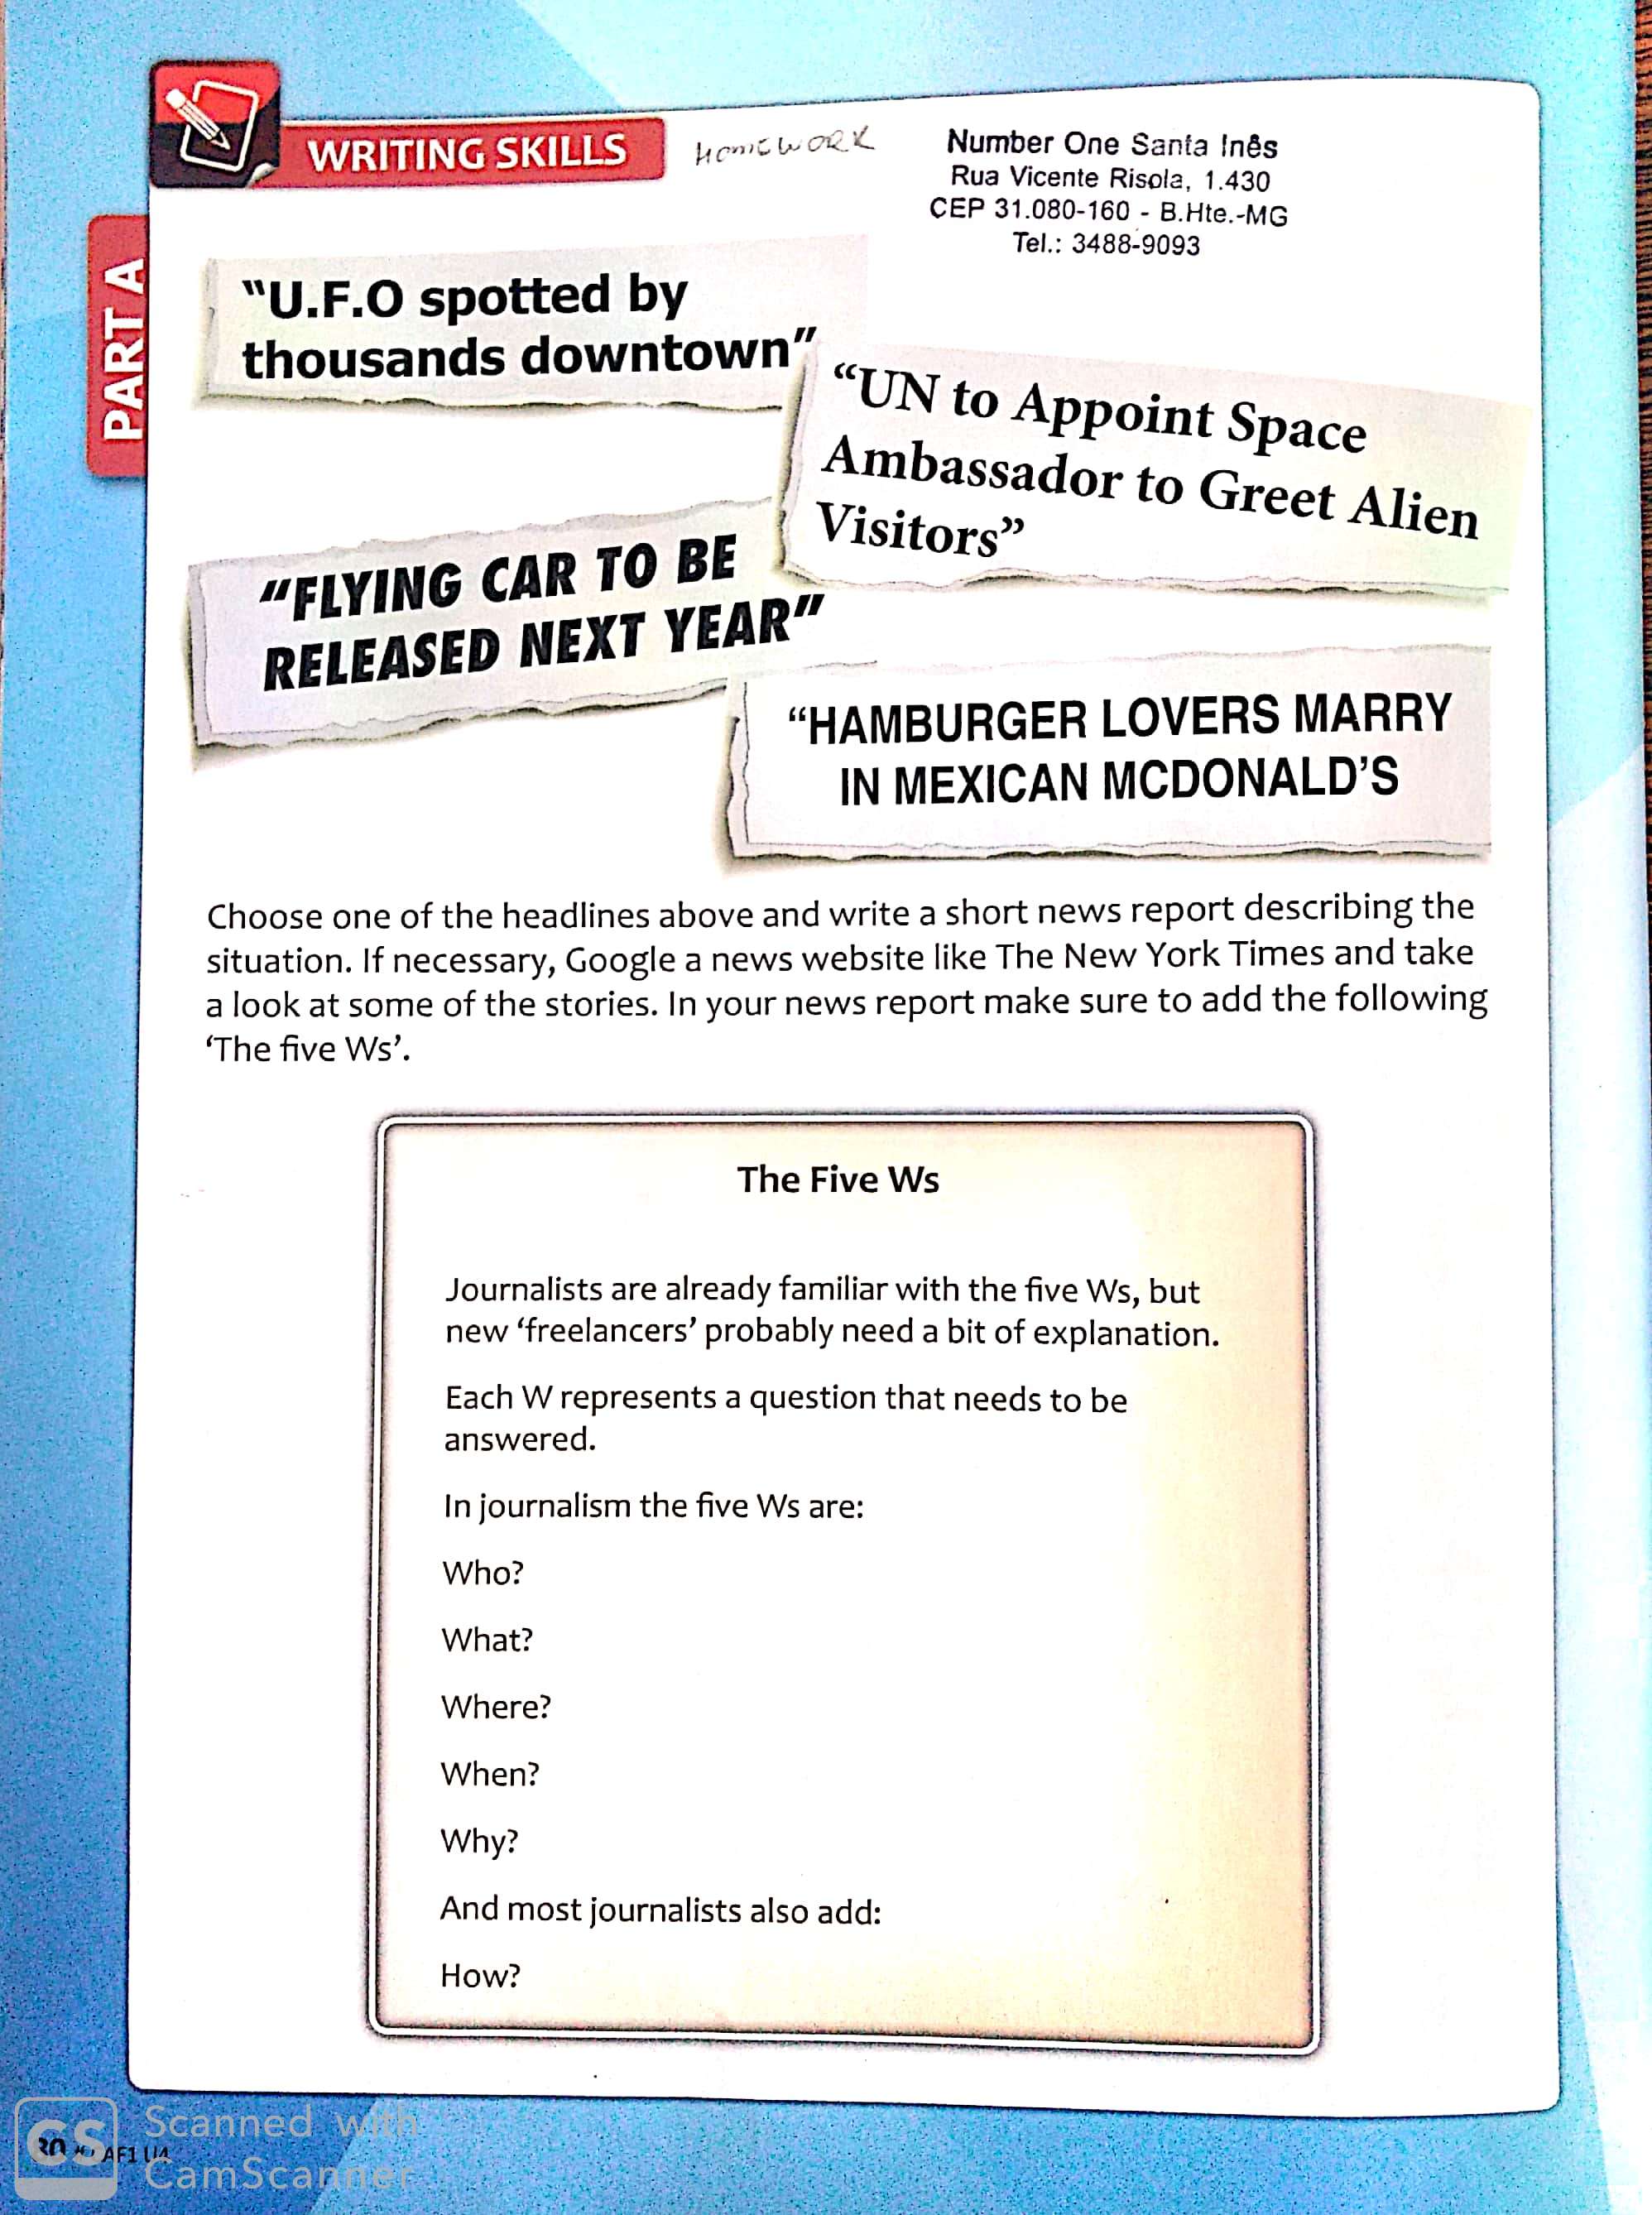 WRITING SKILLS
HOMEWORK
Number One Santa Inês
Rua Vicente Risola, 1.430
CEP 31.080-160 - B.Hte.-MG
Tel.: 3488-9093
PART A
"U.F.O spotted by
thousands downtown"
“UN to Appoint Space
Ambassador to Greet Alien
Visitors”
"FLYING CAR TO BE
RELEASED NEXT YEAR"
“HAMBURGER LOVERS MARRY
IN MEXICAN MCDONALD’S
Choose one of the headlines above and write a short news report describing the
situation. If necessary, Google a news website like The New York Times and take
a look at some of the stories. In your news report make sure to add the following
‘The five Ws’.
The Five Ws
Journalists are already familiar with the five Ws, but
new ‘freelancers’ probably need a bit of explanation.
Each W represents a question that needs to be
answered.
In journalism the five Ws are:
Who?
What?
Where?
When?
Why?
And most journalists also add:
How?
CS
Scanned with
CamScanner
30
AF1 U4